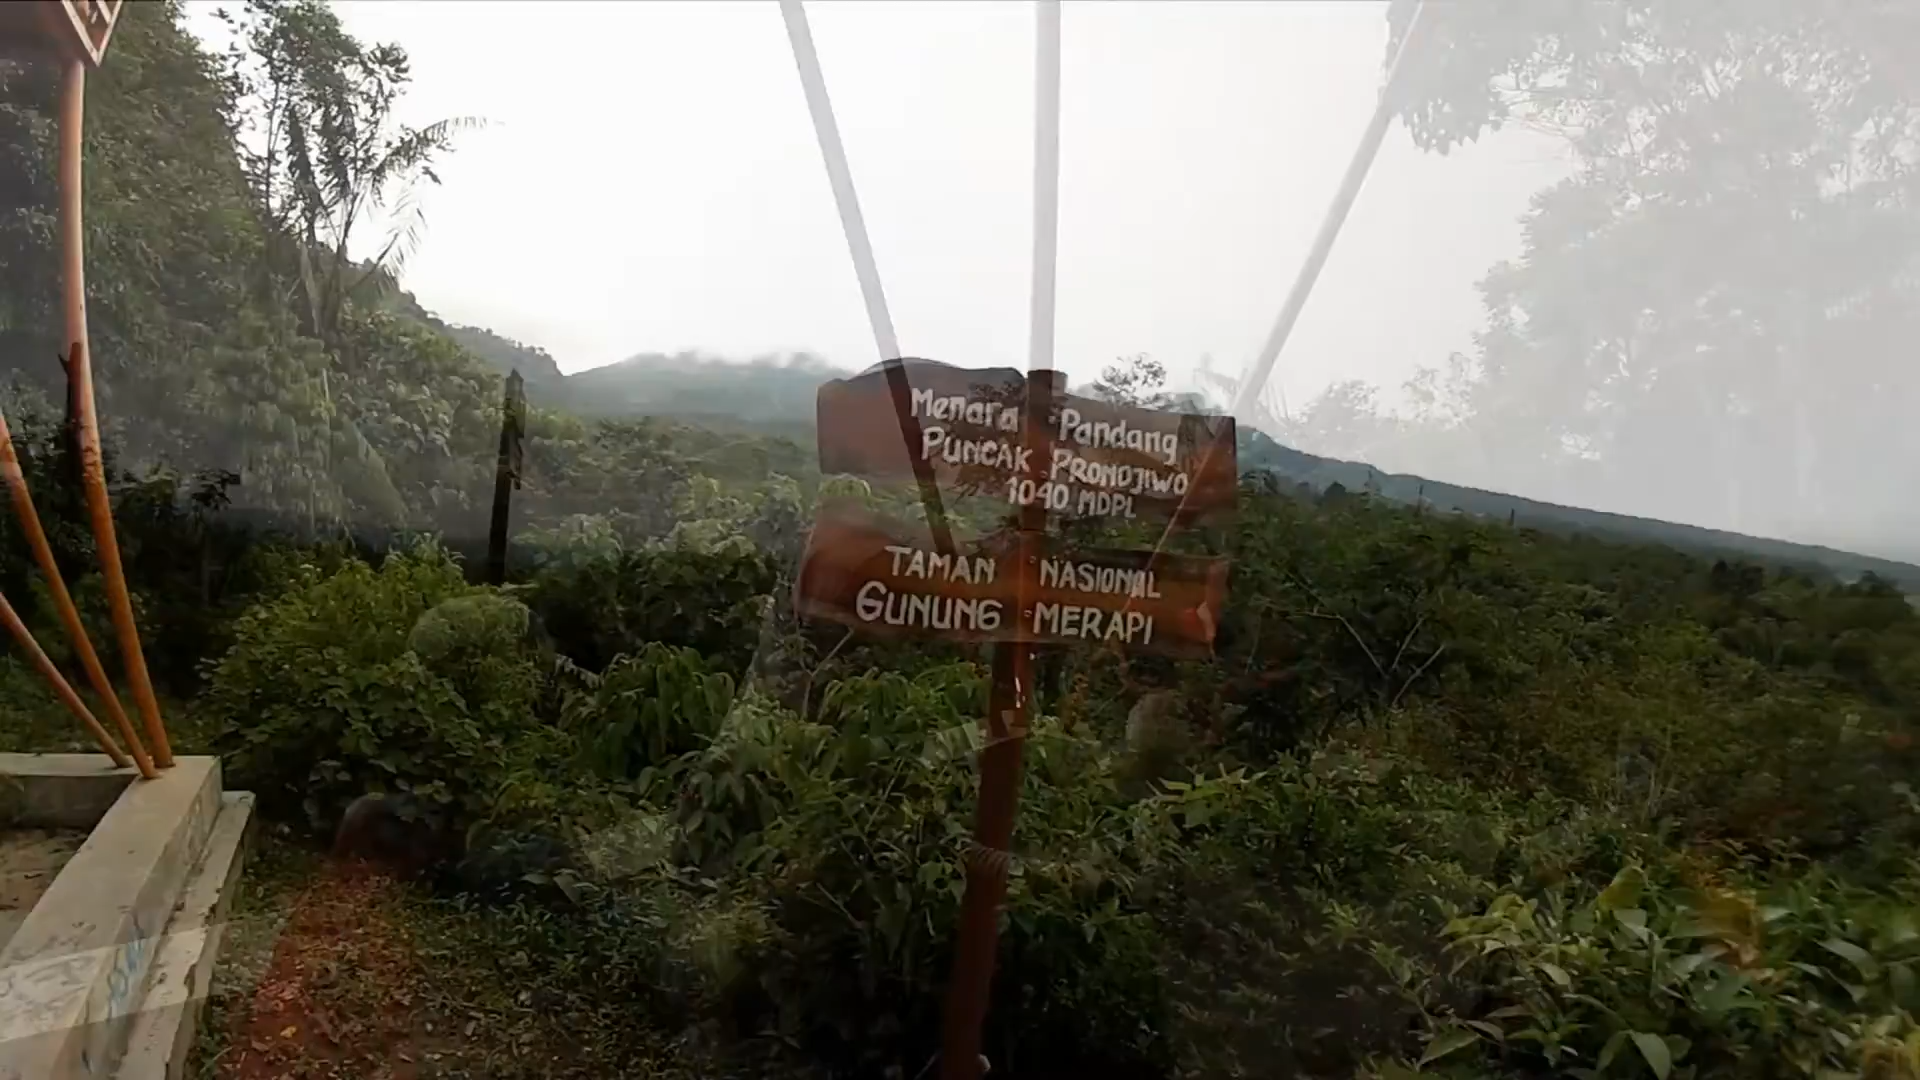 Menara Pandang
PUNCAK PRONOJIWO
1040 MDPL
TAMAN NASIONAL
GUNUNG MERAPI